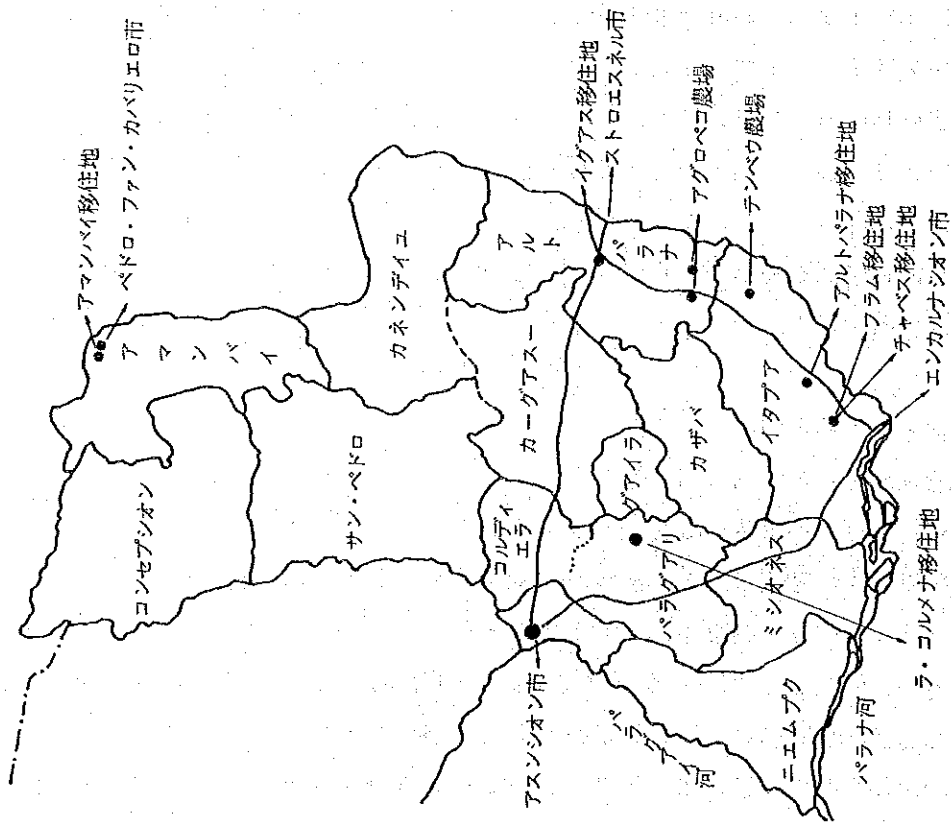 アマンバイ移住地
ペドロ・ファン・カバリエロ市
アマンバイ
コンセプシオン
カネンデイユ
サン・ペドロ
アルト
パラナ
イグアス移住地
ストロエスネル市
カーグアスー
コルディ
エラ
グアイラ
カザパ
アグロペコ農場
テンベウ農場
アスンシオン市
パラグアリ
イタプア
アルトパラナ移住地
フラム移住地
チャベス移住地
エンカルナシオン市
ミシオネス
ニエムブク
パラグアイ河
パラナ河
ラ・コルメナ移住地